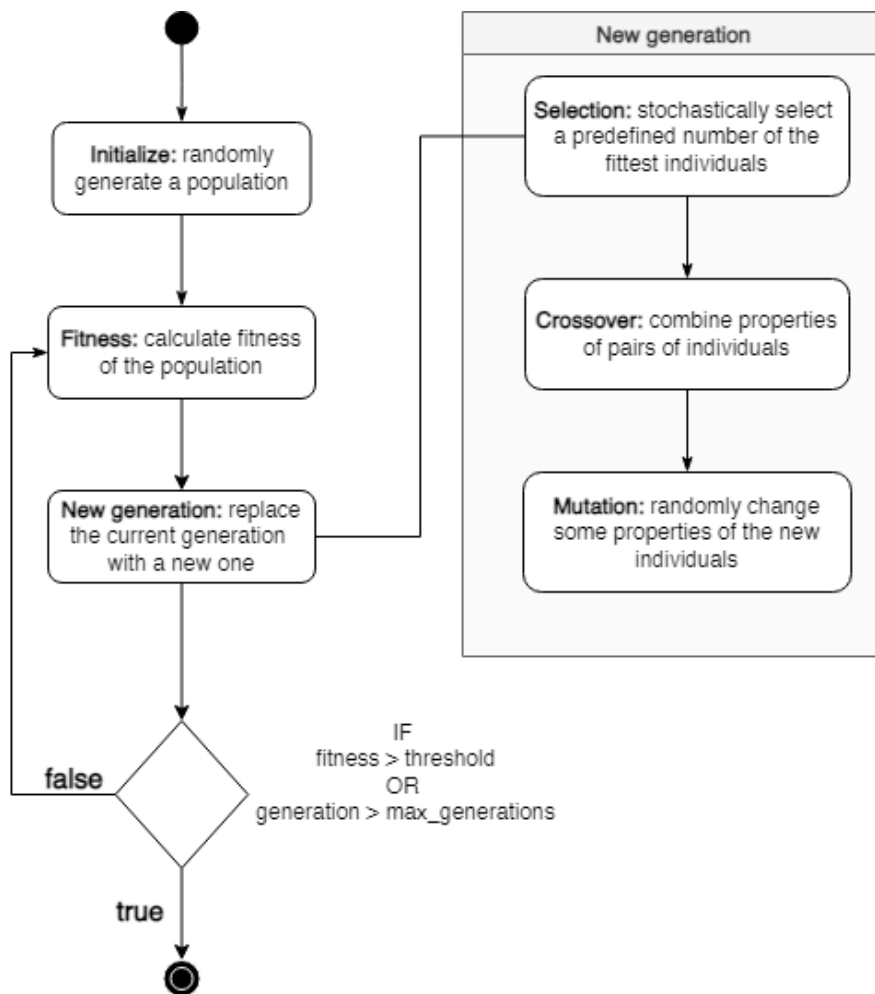 Initialize: randomly
generate a population
Fitness: calculate fitness
of the population
New generation: replace
the current generation
with a new one
false
IF
fitness > threshold
OR
generation > max_generations
true
New generation
Selection: stochastically select
a predefined number of the
fittest individuals
Crossover: combine properties
of pairs of individuals
Mutation: randomly change
some properties of the new
individuals